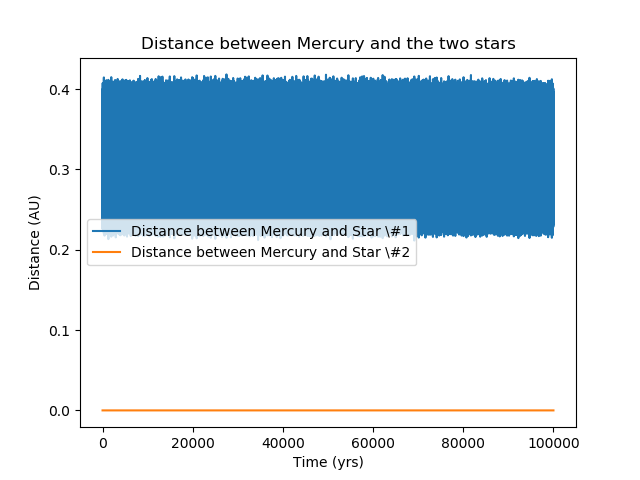 Distance between Mercury and the two stars
0.4
0.3
0.2
0.1
0.0
Distance (AU)
Distance between Mercury and Star \#1
Distance between Mercury and Star \#2
0 20000 40000 60000 80000 100000
Time (yrs)